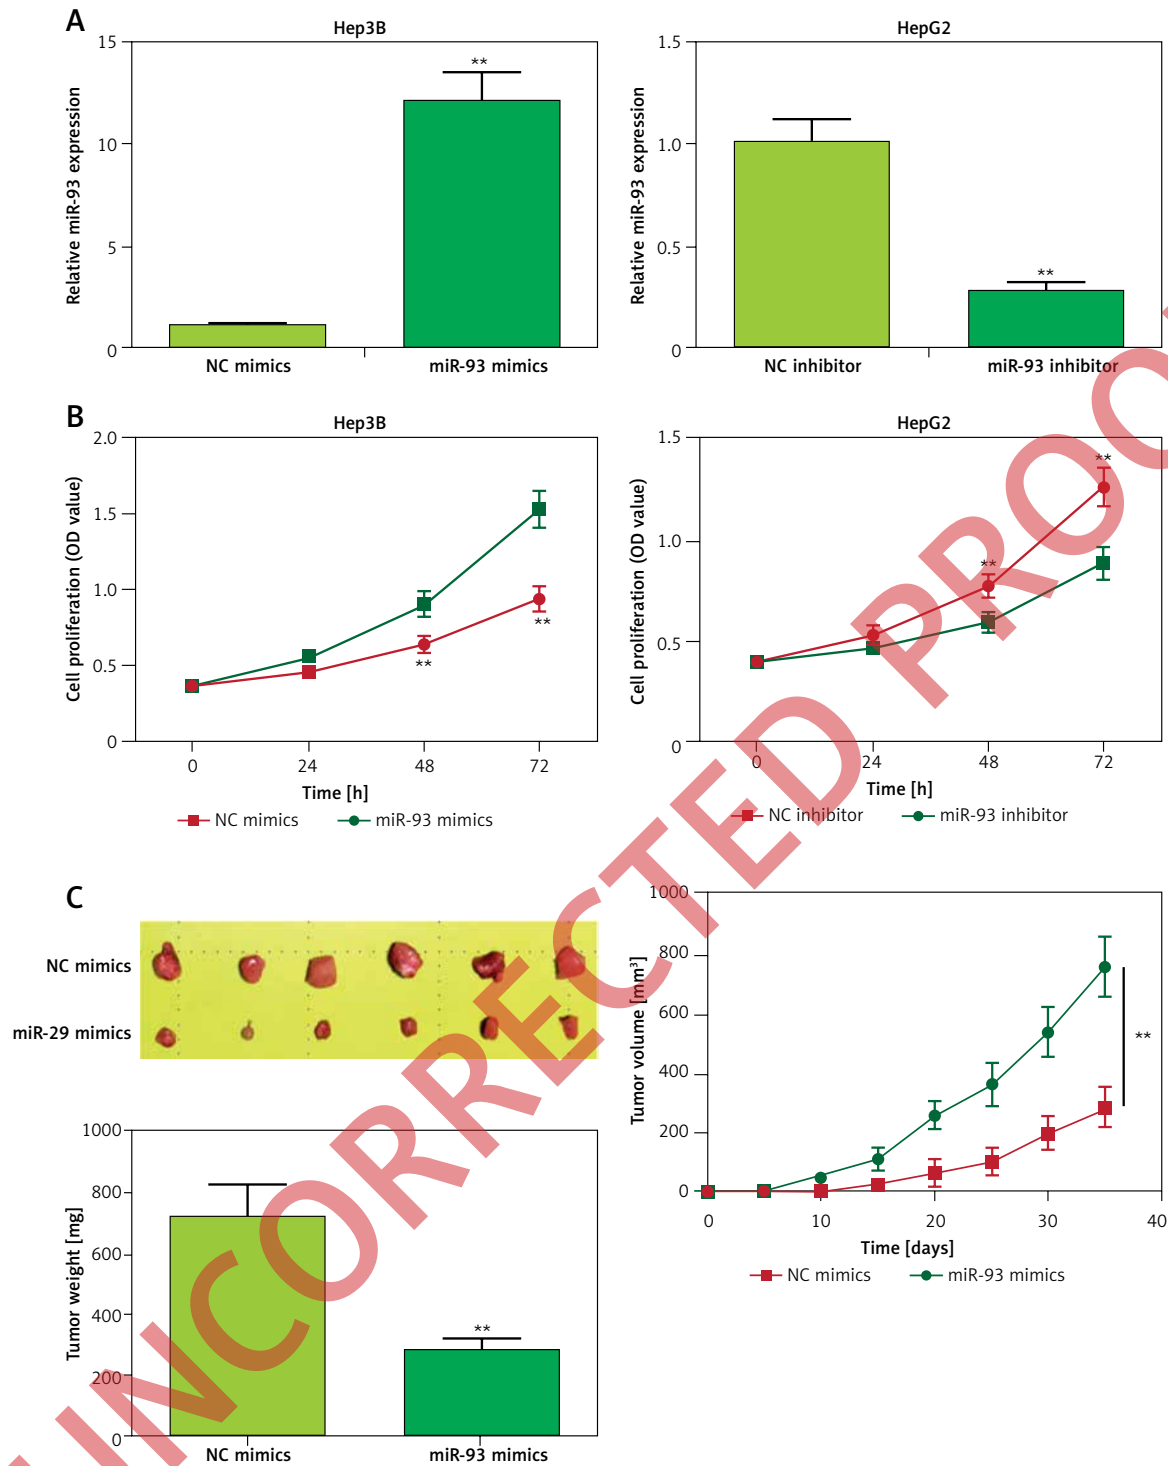 A
Hep3B
HepG2
Relative miR-93 expression
15
10
5
0
**
NC mimics
miR-93 mimics
Relative miR-93 expression
1.5
1.0
0.5
0
**
NC inhibitor
miR-93 inhibitor
B
Hep3B
HepG2
Cell proliferation (OD value)
2.0
1.5
1.0
0.5
0
**
**
0
24
48
72
Time [h]
NC mimics
miR-93 mimics
Cell proliferation (OD value)
1.5
1.0
0.5
0
**
**
0
24
48
72
Time [h]
NC inhibitor
miR-93 inhibitor
C
NC mimics
miR-29 mimics
Tumor weight [mg]
1000
800
600
400
200
0
**
NC mimics
miR-93 mimics
Tumor volume [mm³]
1000
800
600
400
200
0
**
0
10
20
30
40
Time [days]
NC mimics
miR-93 mimics
UNCORRECTED PROO